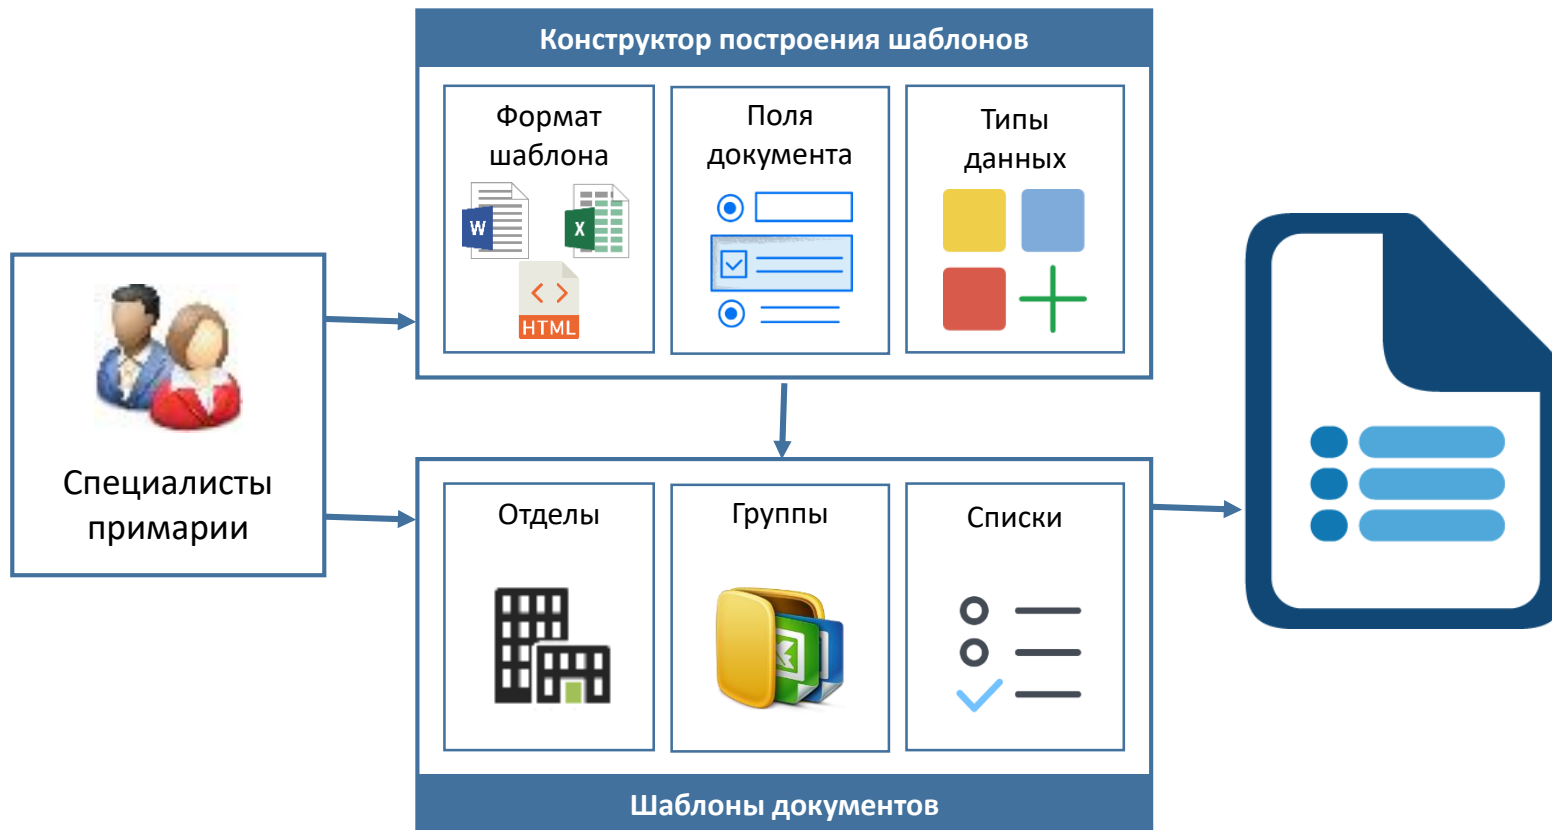 Конструктор построения шаблонов
Формат
шаблона
W
X
HTML
Поля
документа
Типы
данных
Специалисты
примарии
Отделы
Группы
Списки
Шаблоны документов